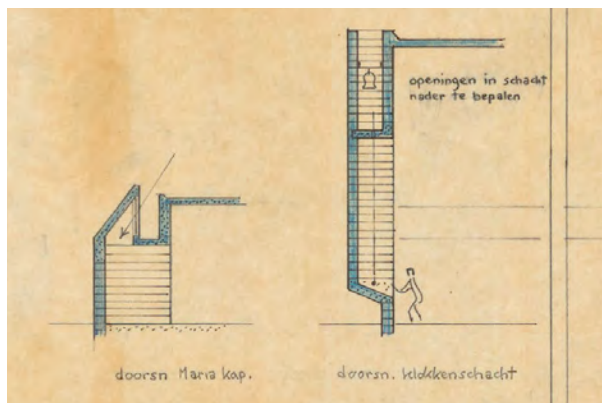 openingen in schacht
nader te bepalen
doorsn Maria kap.
doorsn. klokkenschacht